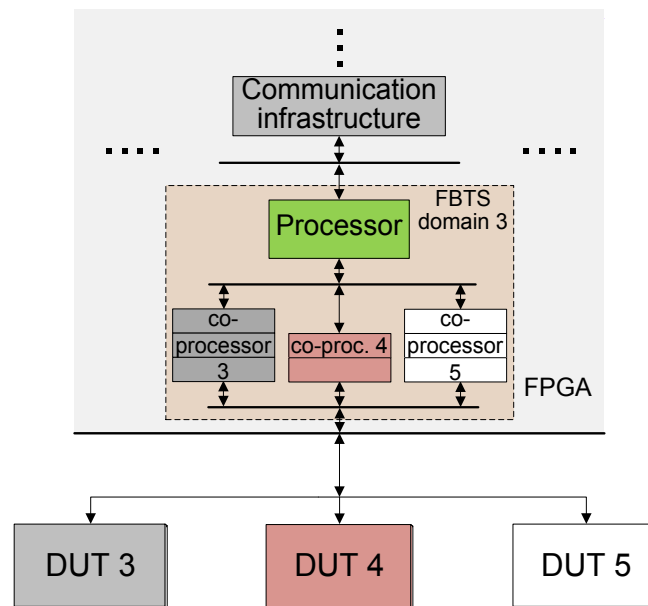 Communication
infrastructure
FBTS
domain 3
Processor
co-
processor
3
co-proc. 4
co-
processor
5
FPGA
DUT 3
DUT 4
DUT 5